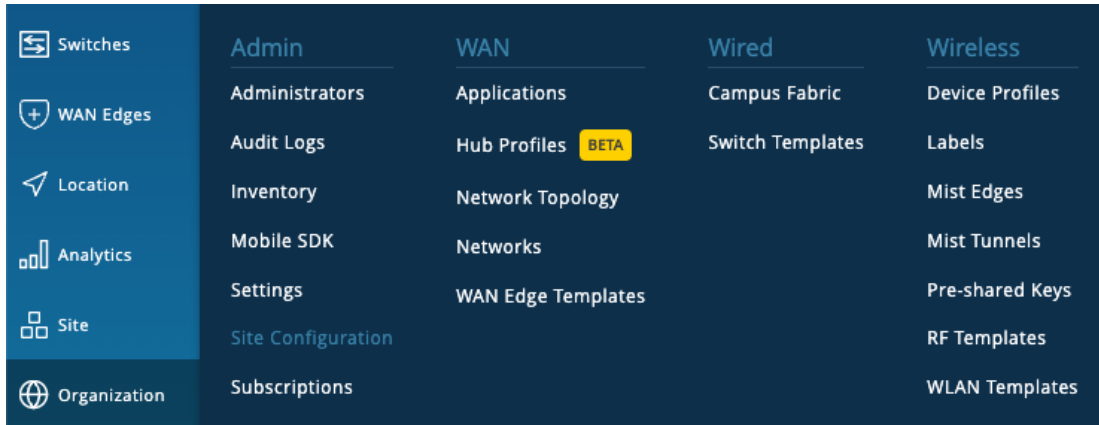 Switches
WAN Edges
Location
Analytics
Site
Organization
Admin
Administrators
Audit Logs
Inventory
Mobile SDK
Settings
Site Configuration
Subscriptions
WAN
Applications
Hub Profiles BETA
Network Topology
Networks
WAN Edge Templates
Wired
Campus Fabric
Switch Templates
Wireless
Device Profiles
Labels
Mist Edges
Mist Tunnels
Pre-shared Keys
RF Templates
WLAN Templates